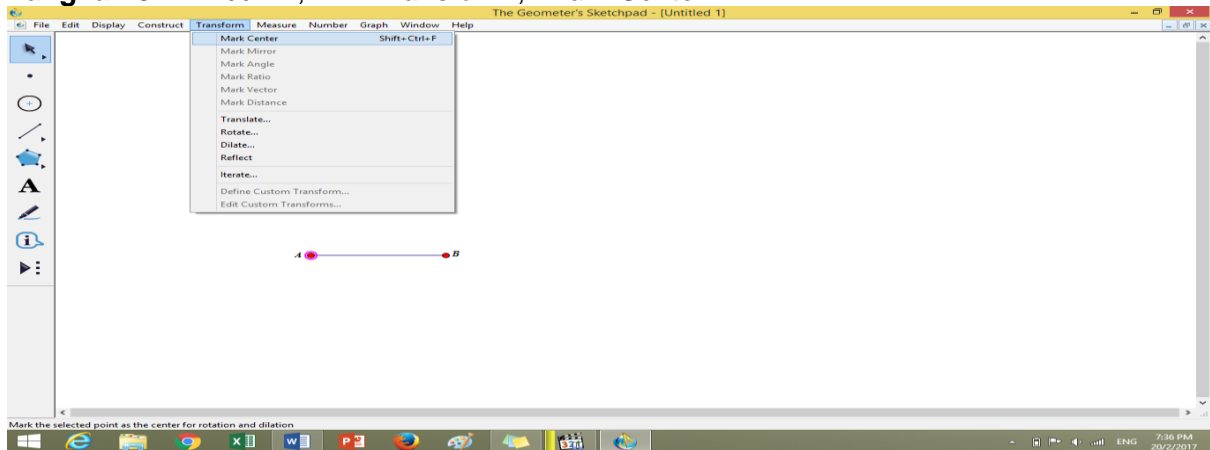 The Geometer's Sketchpad - [Untitled 1]
File Edit Display Construct Transform Measure Number Graph Window Help
Mark Center Shift+Ctrl+F
Mark Mirror
Mark Angle
Mark Ratio
Mark Vector
Mark Distance
Translate...
Rotate...
Dilate...
Reflect
Iterate...
Define Custom Transform...
Edit Custom Transforms...
A
A B
Mark the selected point as the center for rotation and dilation
ENG 7:36 PM
20/2/2017